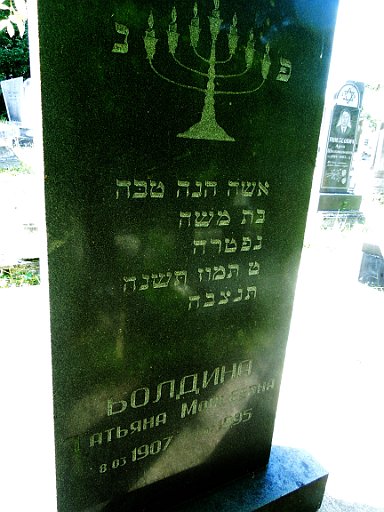 פ נ
אשה הנה טבה
בת משה
נפטרה
ט תמוז תשנה
תנצבה
БОЛДИНА
Татьяна Моисеевна
8.03 1907 1995